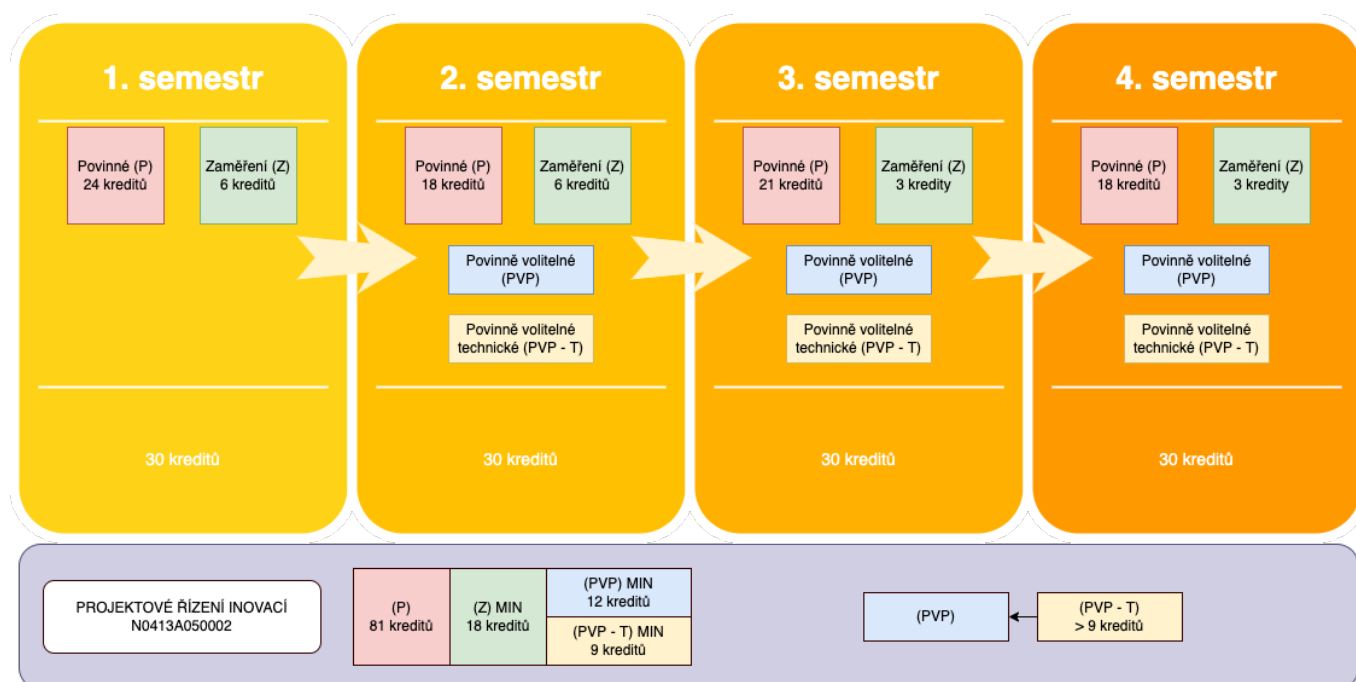 1. semestr
Povinné (P)
24 kreditů
Zaměření (Z)
6 kreditů
30 kreditů
2. semestr
Povinné (P)
18 kreditů
Zaměření (Z)
6 kreditů
Povinně volitelné
(PVP)
Povinně volitelné
technické (PVP - T)
30 kreditů
3. semestr
Povinné (P)
21 kreditů
Zaměření (Z)
3 kredity
Povinně volitelné
(PVP)
Povinně volitelné
technické (PVP - T)
30 kreditů
4. semestr
Povinné (P)
18 kreditů
Zaměření (Z)
3 kredity
Povinně volitelné
(PVP)
Povinně volitelné
technické (PVP - T)
30 kreditů
PROJEKTOVÉ ŘÍZENÍ INOVACÍ
N0413A050002
(P)
81 kreditů
(Z) MIN
18 kreditů
(PVP) MIN
12 kreditů
(PVP - T) MIN
9 kreditů
(PVP)
(PVP - T)
> 9 kreditů